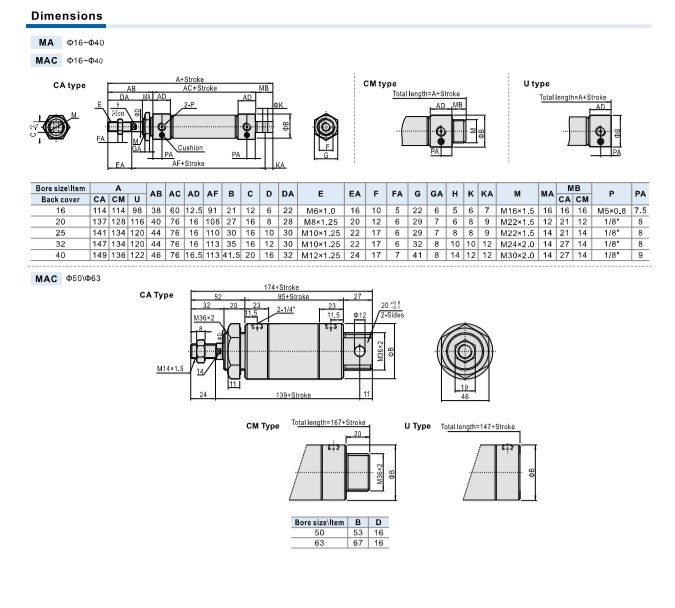 Dimensions
MA Φ16~Φ40
MAC Φ16~Φ40
CA type
A+Stroke
AB AC+Stroke MB
DA MA AD AD
E 2-P ΦD ΦK ΦB
C M
FA GA M Cushion
PA PA
EA AF+Stroke KA
F
G
CM type
Total length=A+Stroke
AD MB
M ΦB
PA
U type
Total length=A+Stroke
AD
ΦB
PA
Bore size\Item A AB AC AD AF B C D DA E EA F FA G GA H K KA M MA MB P PA
Back cover CA CM U CA CM
16 114 114 98 38 60 12.5 91 21 12 6 22 M6×1.0 16 10 5 22 6 5 6 7 M16×1.5 16 16 16 M5×0.8 7.5
20 137 128 116 40 76 16 108 27 16 8 28 M8×1.25 20 12 6 29 7 6 8 9 M22×1.5 12 21 12 1/8" 8
25 141 134 120 44 76 16 110 30 16 10 30 M10×1.25 22 17 6 29 7 8 8 9 M22×1.5 14 21 14 1/8" 8
32 147 134 120 44 76 16 113 35 16 12 30 M10×1.25 22 17 6 32 8 10 10 12 M24×2.0 14 27 14 1/8" 8
40 149 136 122 46 76 16.5 113 41.5 20 16 32 M12×1.25 24 17 7 41 8 14 12 12 M30×2.0 14 27 14 1/8" 9
MAC Φ50\Φ63
CA Type
174+Stroke
52 95+Stroke 27
32 20 23 23
M36×2 11.5 2-1/4" 11.5 Φ12 2-Sides
8 ΦD M36×2 ΦB
M14×1.5 14
11
24 139+Stroke 11
19
46
CM Type
Total length=167+Stroke
20
M36×2 ΦB
U Type
Total length=147+Stroke
ΦB
Bore size\Item B D
50 53 16
63 67 16